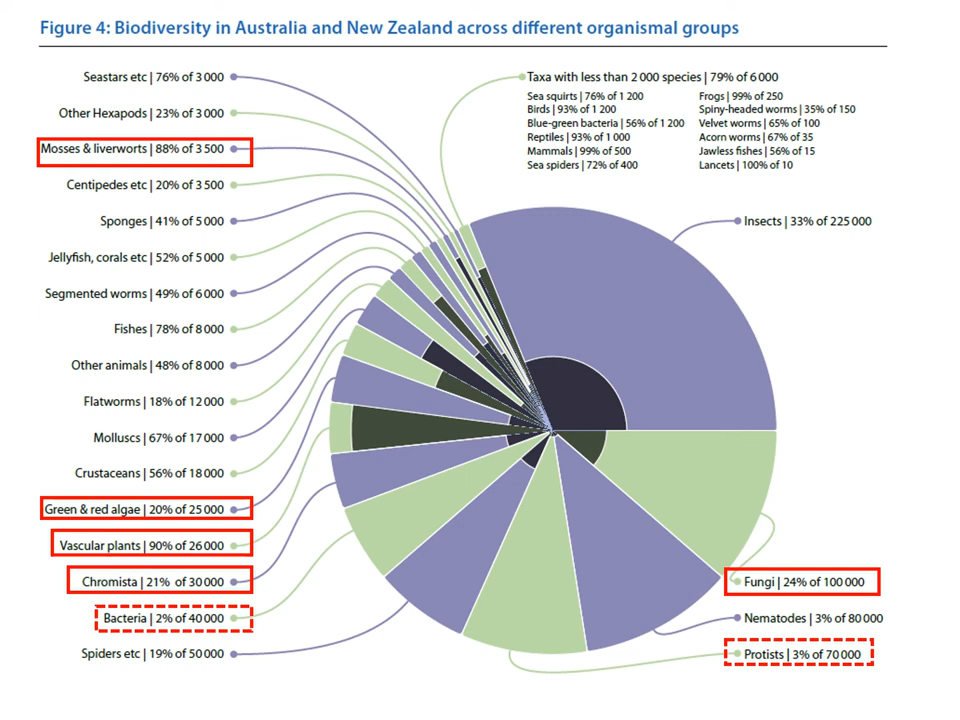 Figure 4: Biodiversity in Australia and New Zealand across different organismal groups
Seastars etc | 76% of 3 000
Other Hexapods | 23% of 3 000
Mosses & liverworts | 88% of 3 500
Centipedes etc | 20% of 3 500
Sponges | 41% of 5 000
Jellyfish, corals etc | 52% of 5 000
Segmented worms | 49% of 6 000
Fishes | 78% of 8 000
Other animals | 48% of 8 000
Flatworms | 18% of 12 000
Molluscs | 67% of 17 000
Crustaceans | 56% of 18 000
Green & red algae | 20% of 25 000
Vascular plants | 90% of 26 000
Chromista | 21% of 30 000
Bacteria | 2% of 40 000
Spiders etc | 19% of 50 000
Taxa with less than 2 000 species | 79% of 6 000
Sea squirts | 76% of 1 200
Birds | 93% of 1 200
Blue-green bacteria | 56% of 1 200
Reptiles | 93% of 1 000
Mammals | 99% of 500
Sea spiders | 72% of 400
Frogs | 99% of 250
Spiny-headed worms | 35% of 150
Velvet worms | 65% of 100
Acorn worms | 67% of 35
Jawless fishes | 56% of 15
Lancets | 100% of 10
Insects | 33% of 225 000
Fungi | 24% of 100 000
Nematodes | 3% of 80 000
Protists | 3% of 70 000